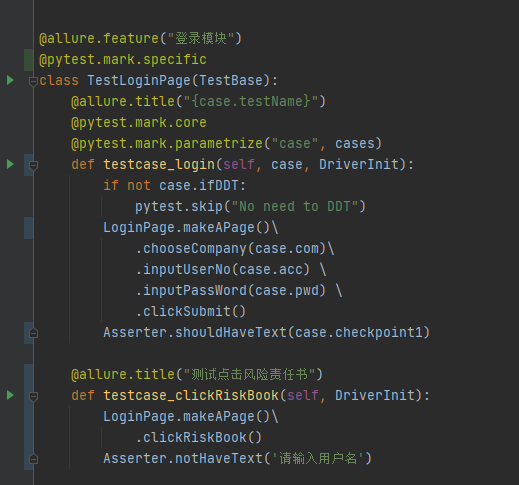 @allure.feature("登录模块")
@pytest.mark.specific
class TestLoginPage(TestBase):
    @allure.title("{case.testName}")
    @pytest.mark.core
    @pytest.mark.parametrize("case", cases)
    def testcase_login(self, case, DriverInit):
        if not case.ifDDT:
            pytest.skip("No need to DDT")
        LoginPage.makeAPage()\
            .chooseCompany(case.com)\
            .inputUserNo(case.acc) \
            .inputPassWord(case.pwd) \
            .clickSubmit()
        Asserter.shouldHaveText(case.checkpoint1)
    @allure.title("测试点击风险责任书")
    def testcase_clickRiskBook(self, DriverInit):
        LoginPage.makeAPage()\
            .clickRiskBook()
        Asserter.notHaveText('请输入用户名')